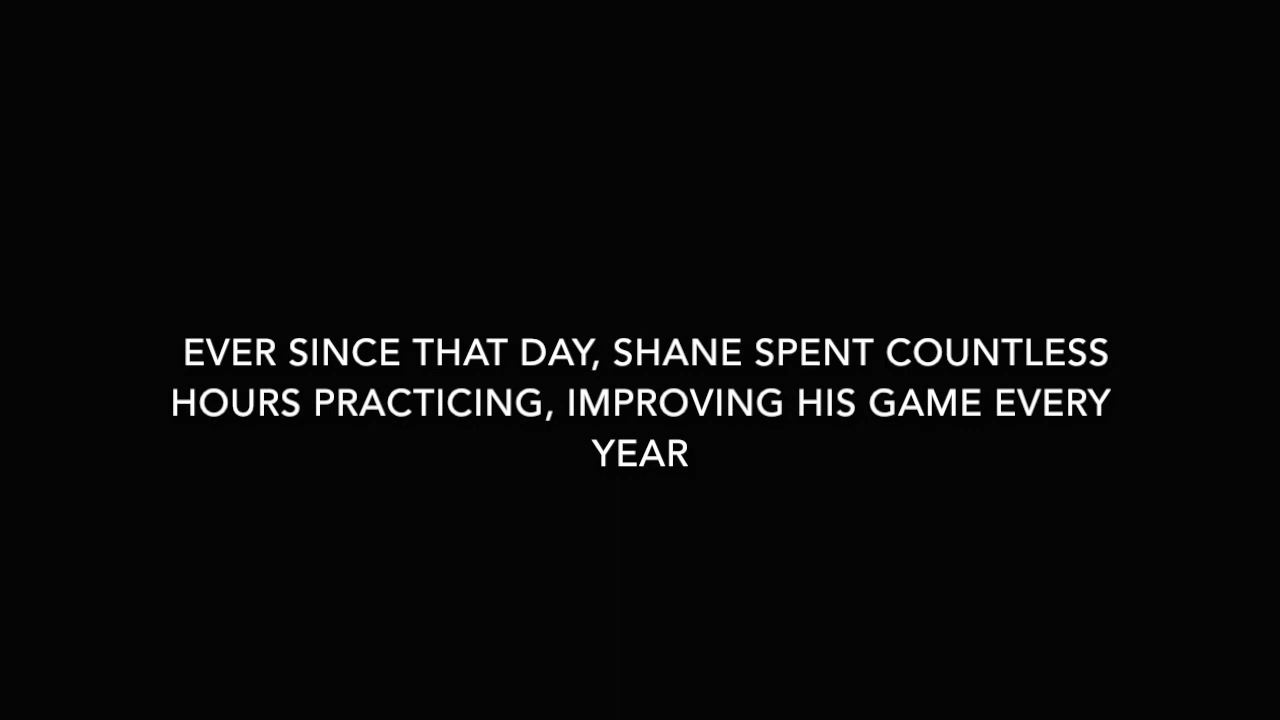 EVER SINCE THAT DAY, SHANE SPENT COUNTLESS
HOURS PRACTICING, IMPROVING HIS GAME EVERY
YEAR